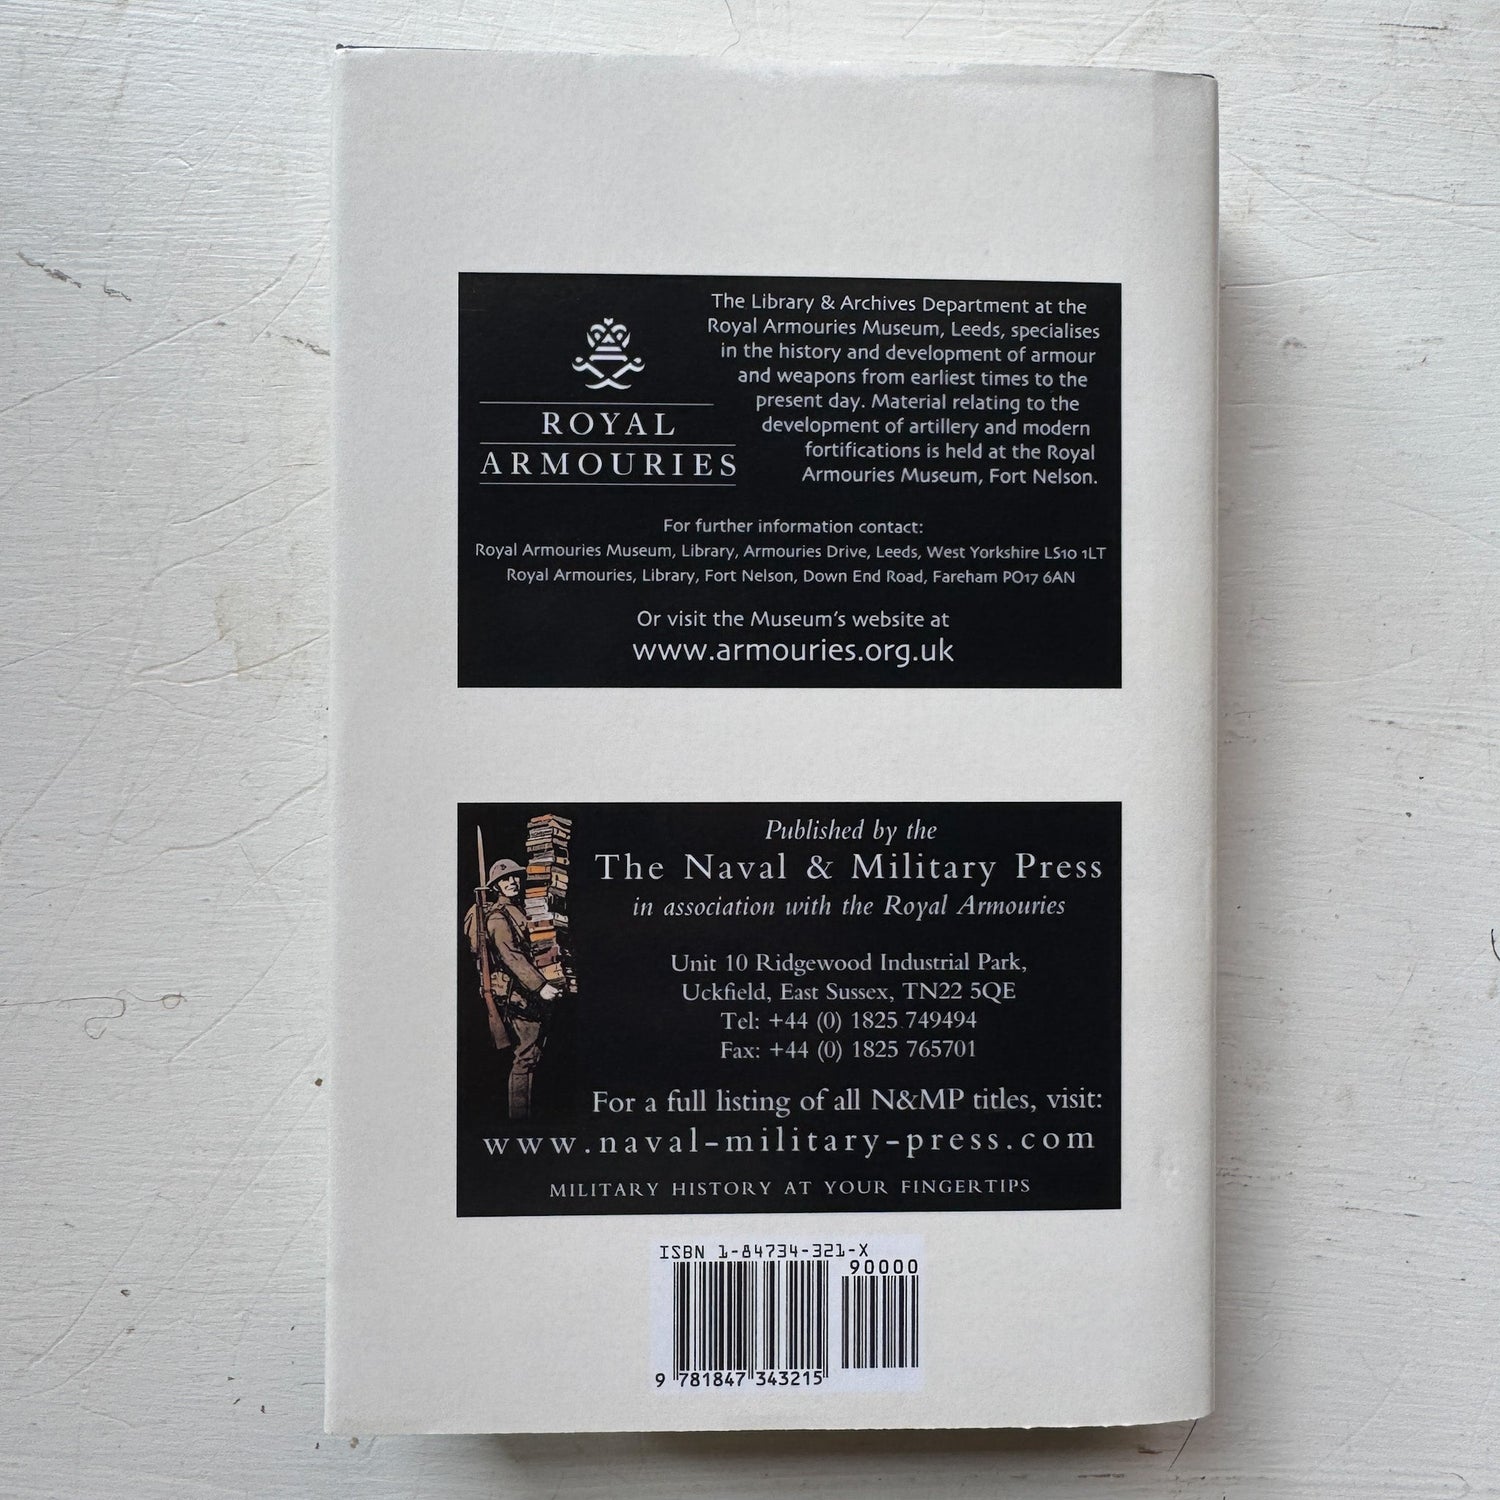 The Library & Archives Department at the
Royal Armouries Museum, Leeds, specialises
in the history and development of armour
and weapons from earliest times to the
present day. Material relating to the
development of artillery and modern
fortifications is held at the Royal
Armouries Museum, Fort Nelson.
ROYAL
ARMOURIES
For further information contact:
Royal Armouries Museum, Library, Armouries Drive, Leeds, West Yorkshire LS10 1LT
Royal Armouries, Library, Fort Nelson, Down End Road, Fareham PO17 6AN
Or visit the Museum's website at
www.armouries.org.uk
Published by the
The Naval & Military Press
in association with the Royal Armouries
Unit 10 Ridgewood Industrial Park,
Uckfield, East Sussex, TN22 5QE
Tel: +44 (0) 1825 749494
Fax: +44 (0) 1825 765701
For a full listing of all N&MP titles, visit:
www.naval-military-press.com
MILITARY HISTORY AT YOUR FINGERTIPS
ISBN 1-84734-321-X
90000
9 781847 343215